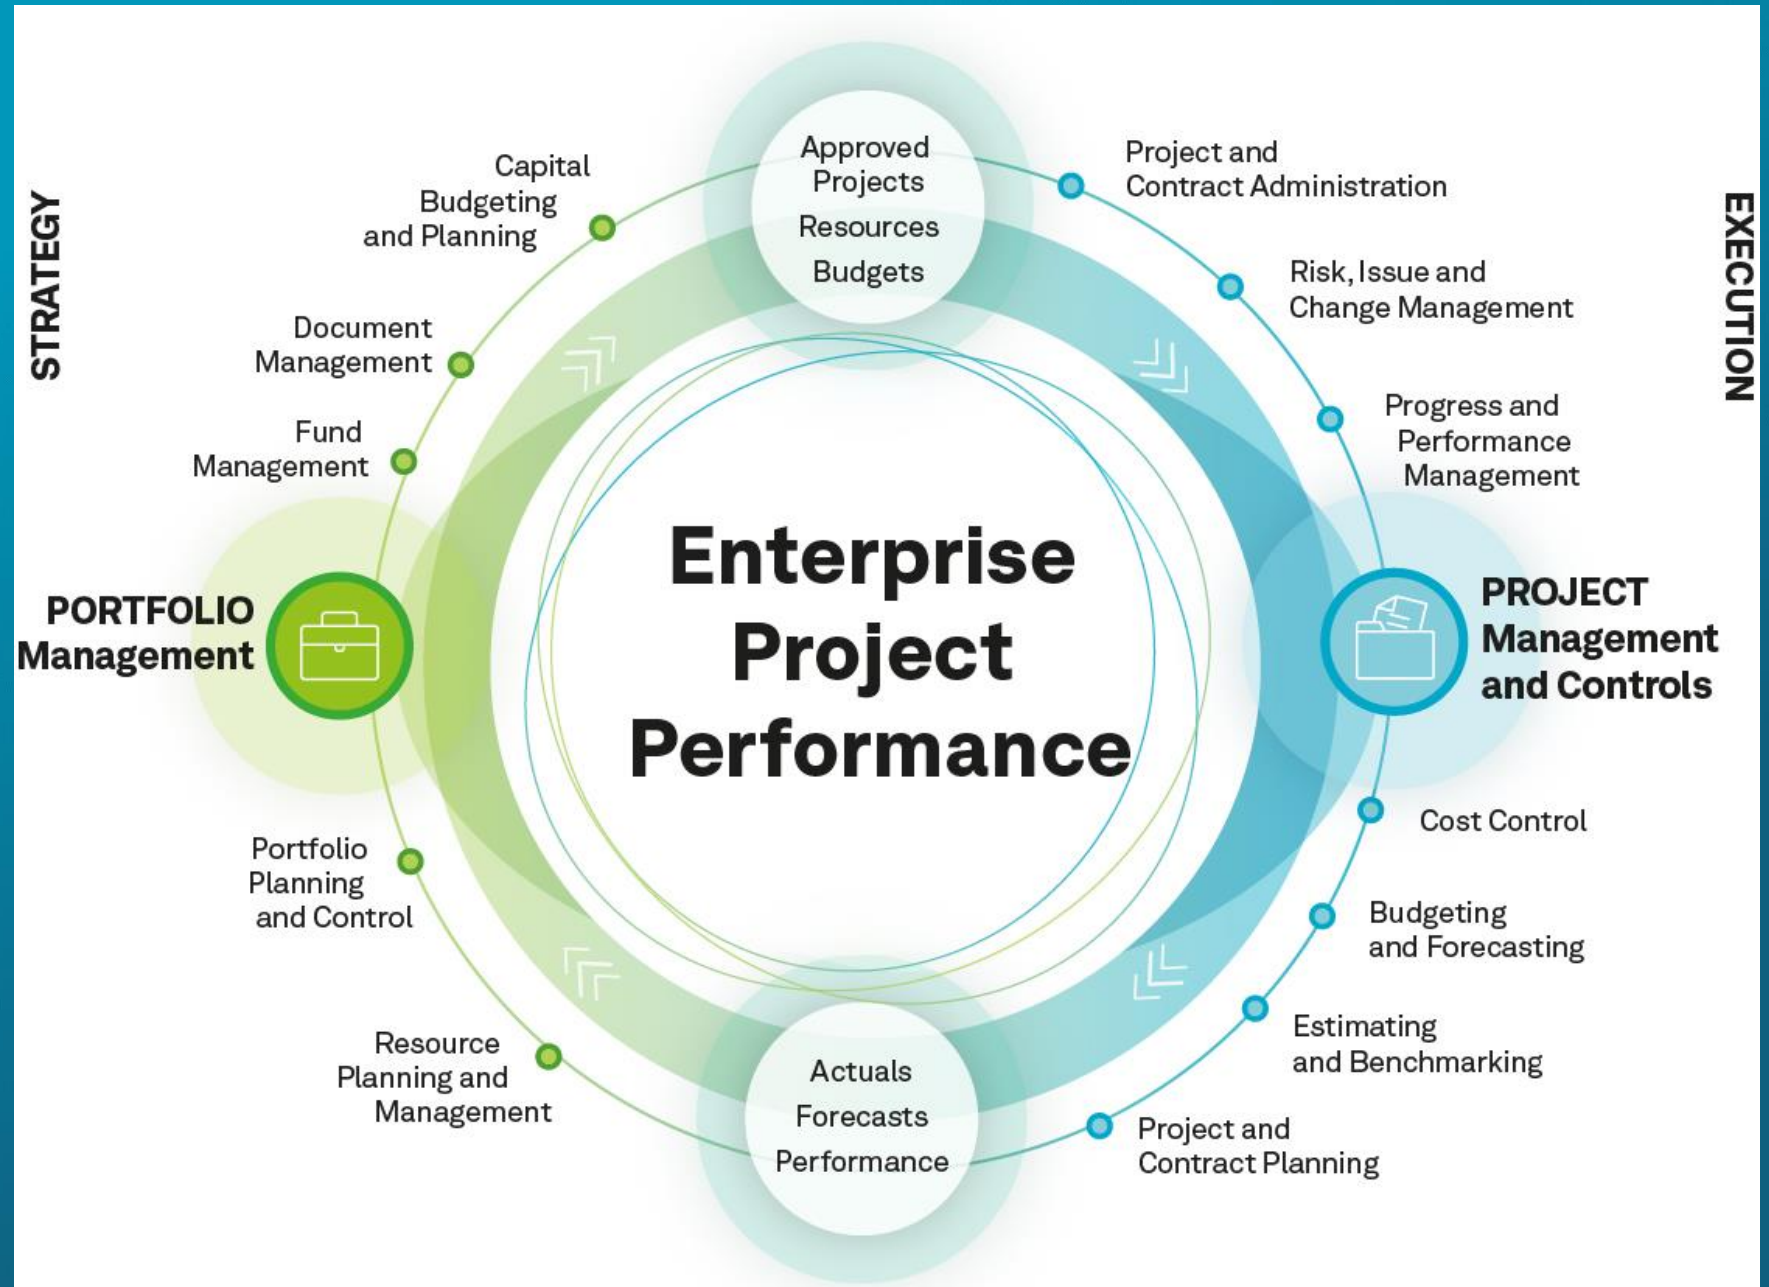 STRATEGY
EXECUTION
Approved
Projects
Resources
Budgets
Capital
Budgeting
and Planning
Document
Management
Fund
Management
PORTFOLIO
Management
Portfolio
Planning
and Control
Resource
Planning and
Management
Enterprise
Project
Performance
Project and
Contract Administration
Risk, Issue and
Change Management
Progress and
Performance
Management
PROJECT
Management
and Controls
Cost Control
Budgeting
and Forecasting
Estimating
and Benchmarking
Project and
Contract Planning
Actuals
Forecasts
Performance